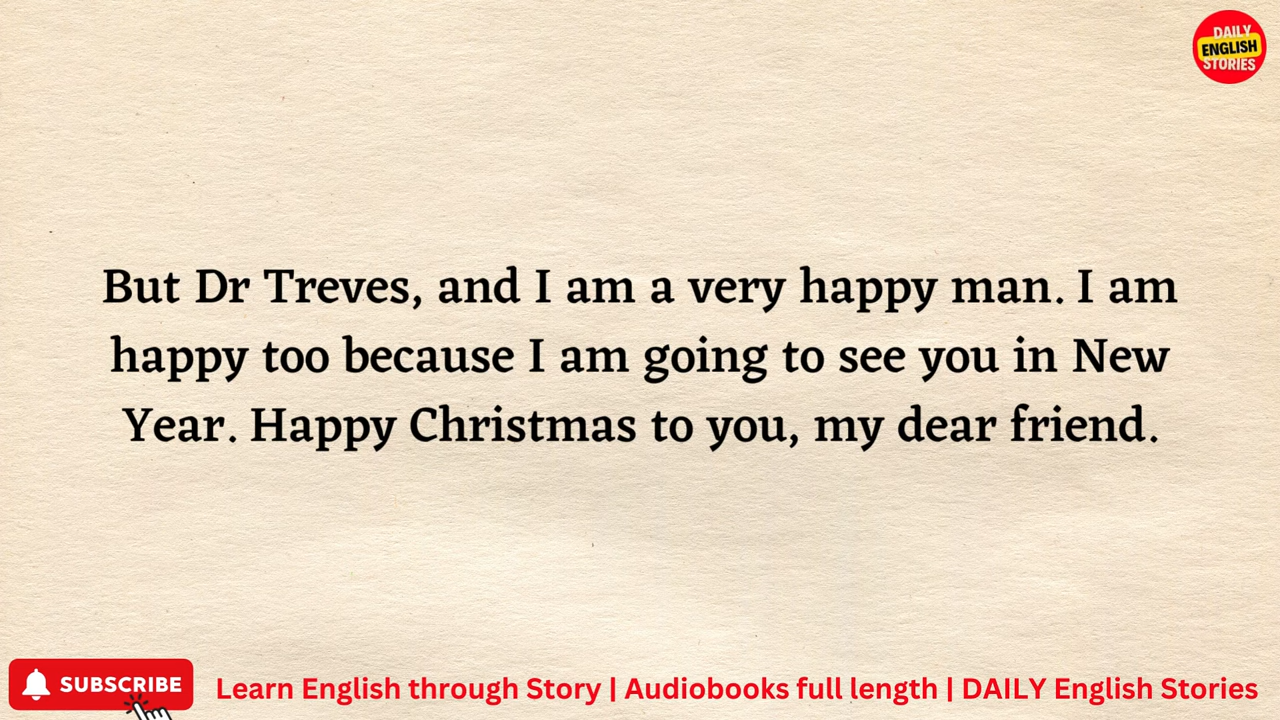 DAILY
ENGLISH
STORIES
But Dr Treves, and I am a very happy man. I am
happy too because I am going to see you in New
Year. Happy Christmas to you, my dear friend.
SUBSCRIBE
Learn English through Story | Audiobooks full length | DAILY English Stories